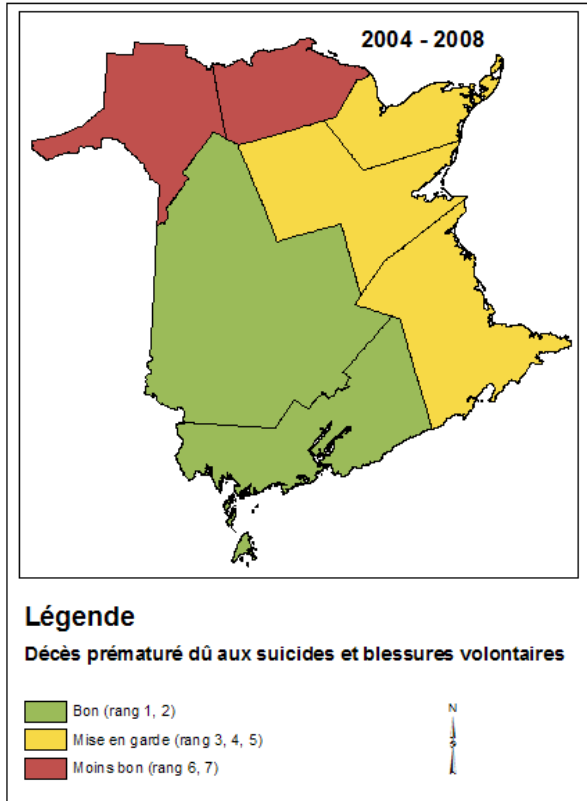 2004 - 2008
Légende
Décès prématuré dû aux suicides et blessures volontaires
Bon (rang 1, 2)
Mise en garde (rang 3, 4, 5)
Moins bon (rang 6, 7)
N